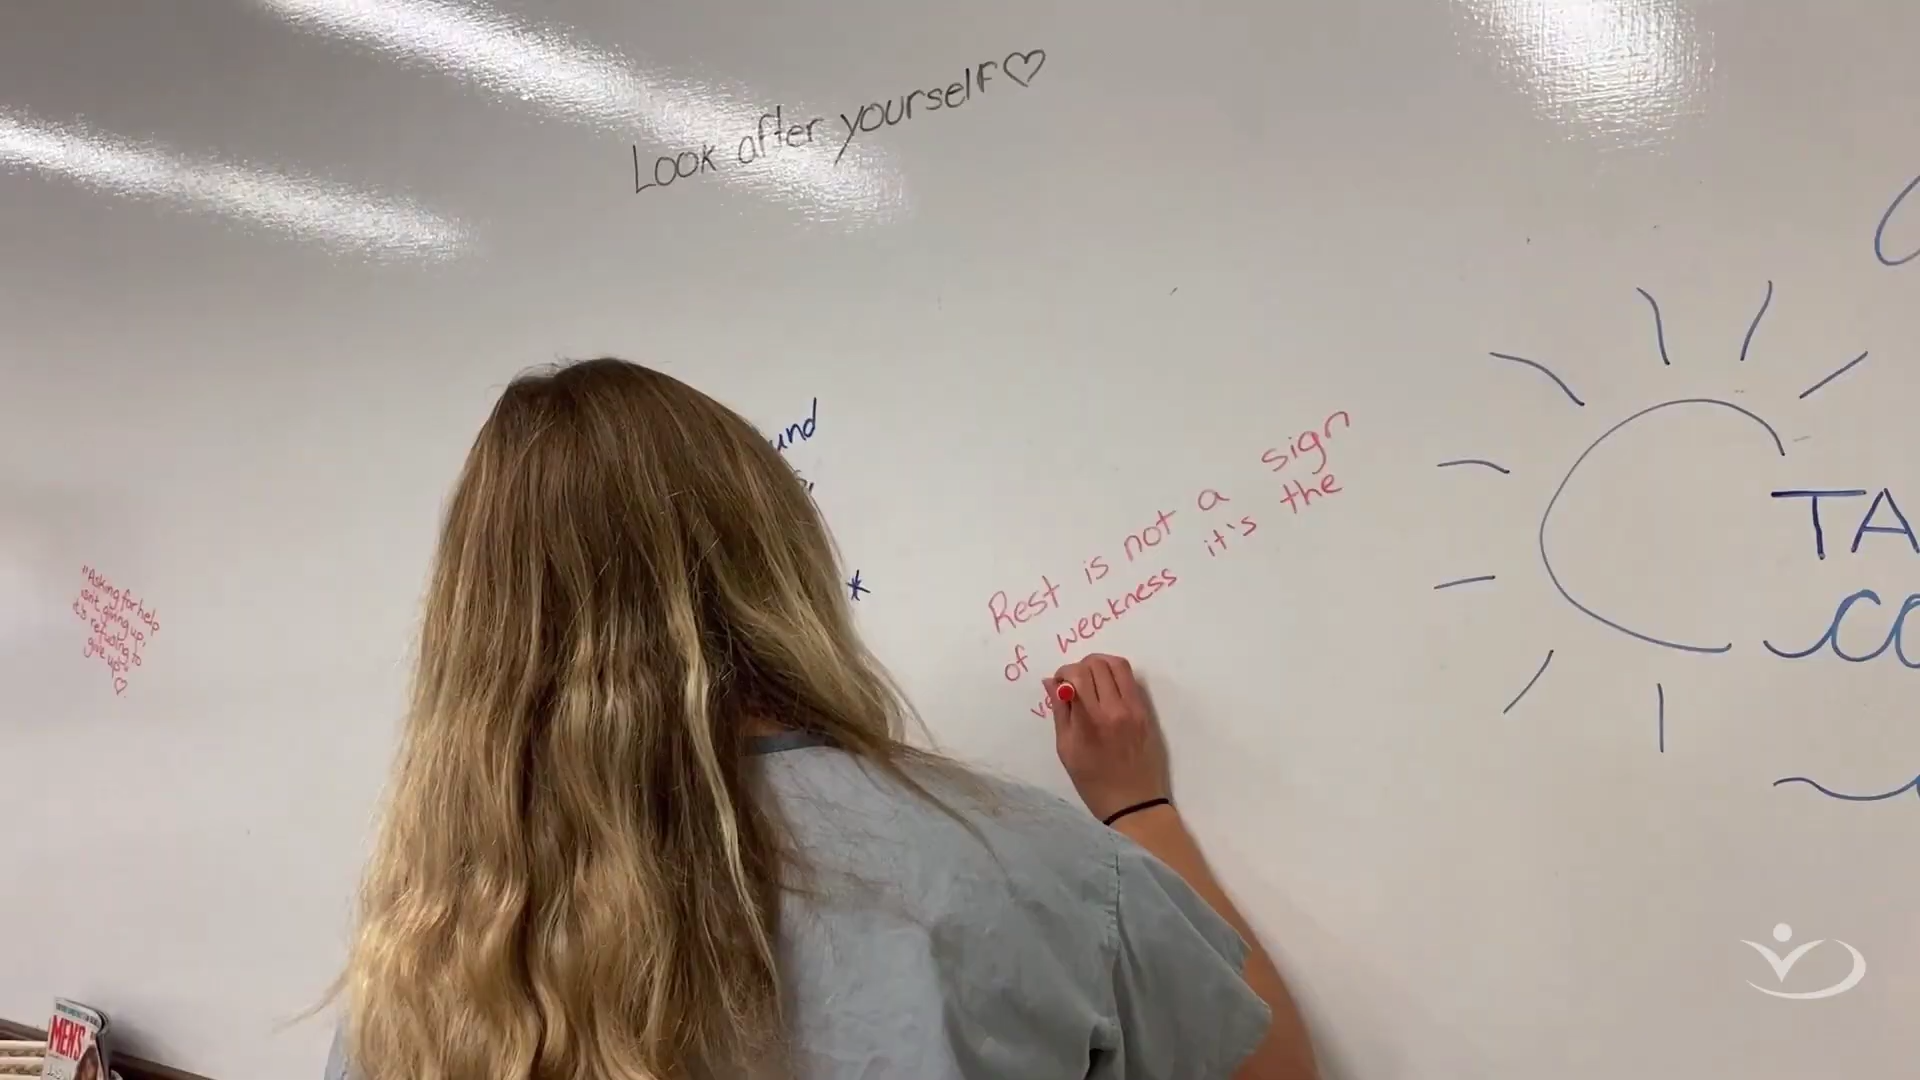 Look after yourself
Rest is not a sign
of weakness it's the
"Asking for help
isn't giving up,
it's refusing to
give up"
TA
CO
MEN'S